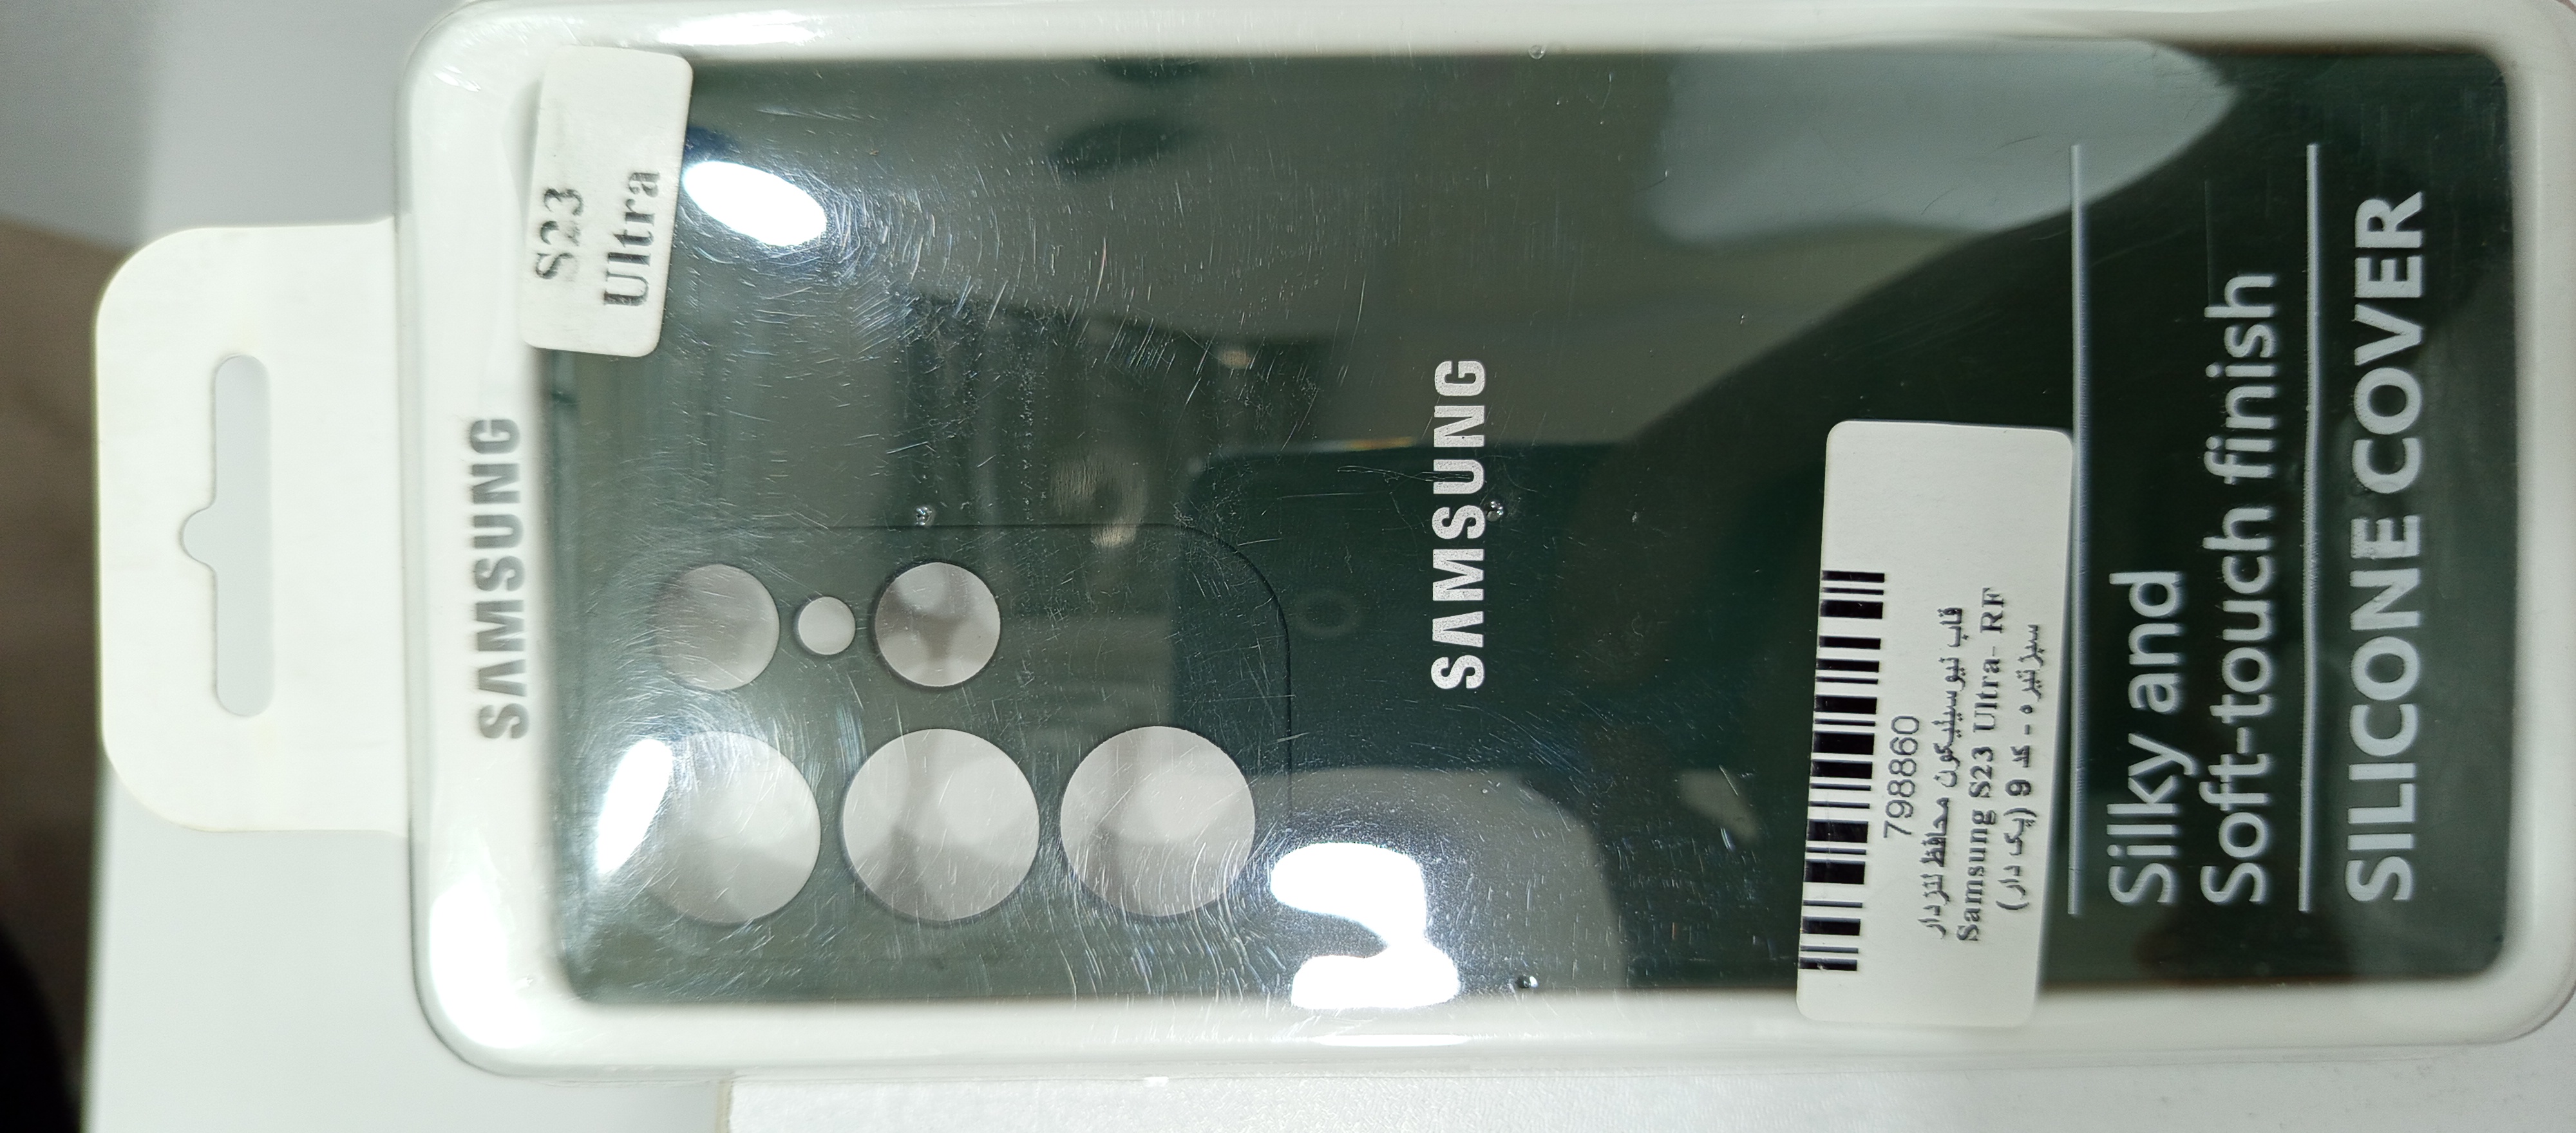 S23
Ultra
SAMSUNG
SAMSUNG
798860
قاب نیوسیلیکون محافظ لنزدار
Samsung S23 Ultra- RF
سبز تیره - کد 9 (پک دار)
Silky and
Soft-touch finish
SILICONE COVER